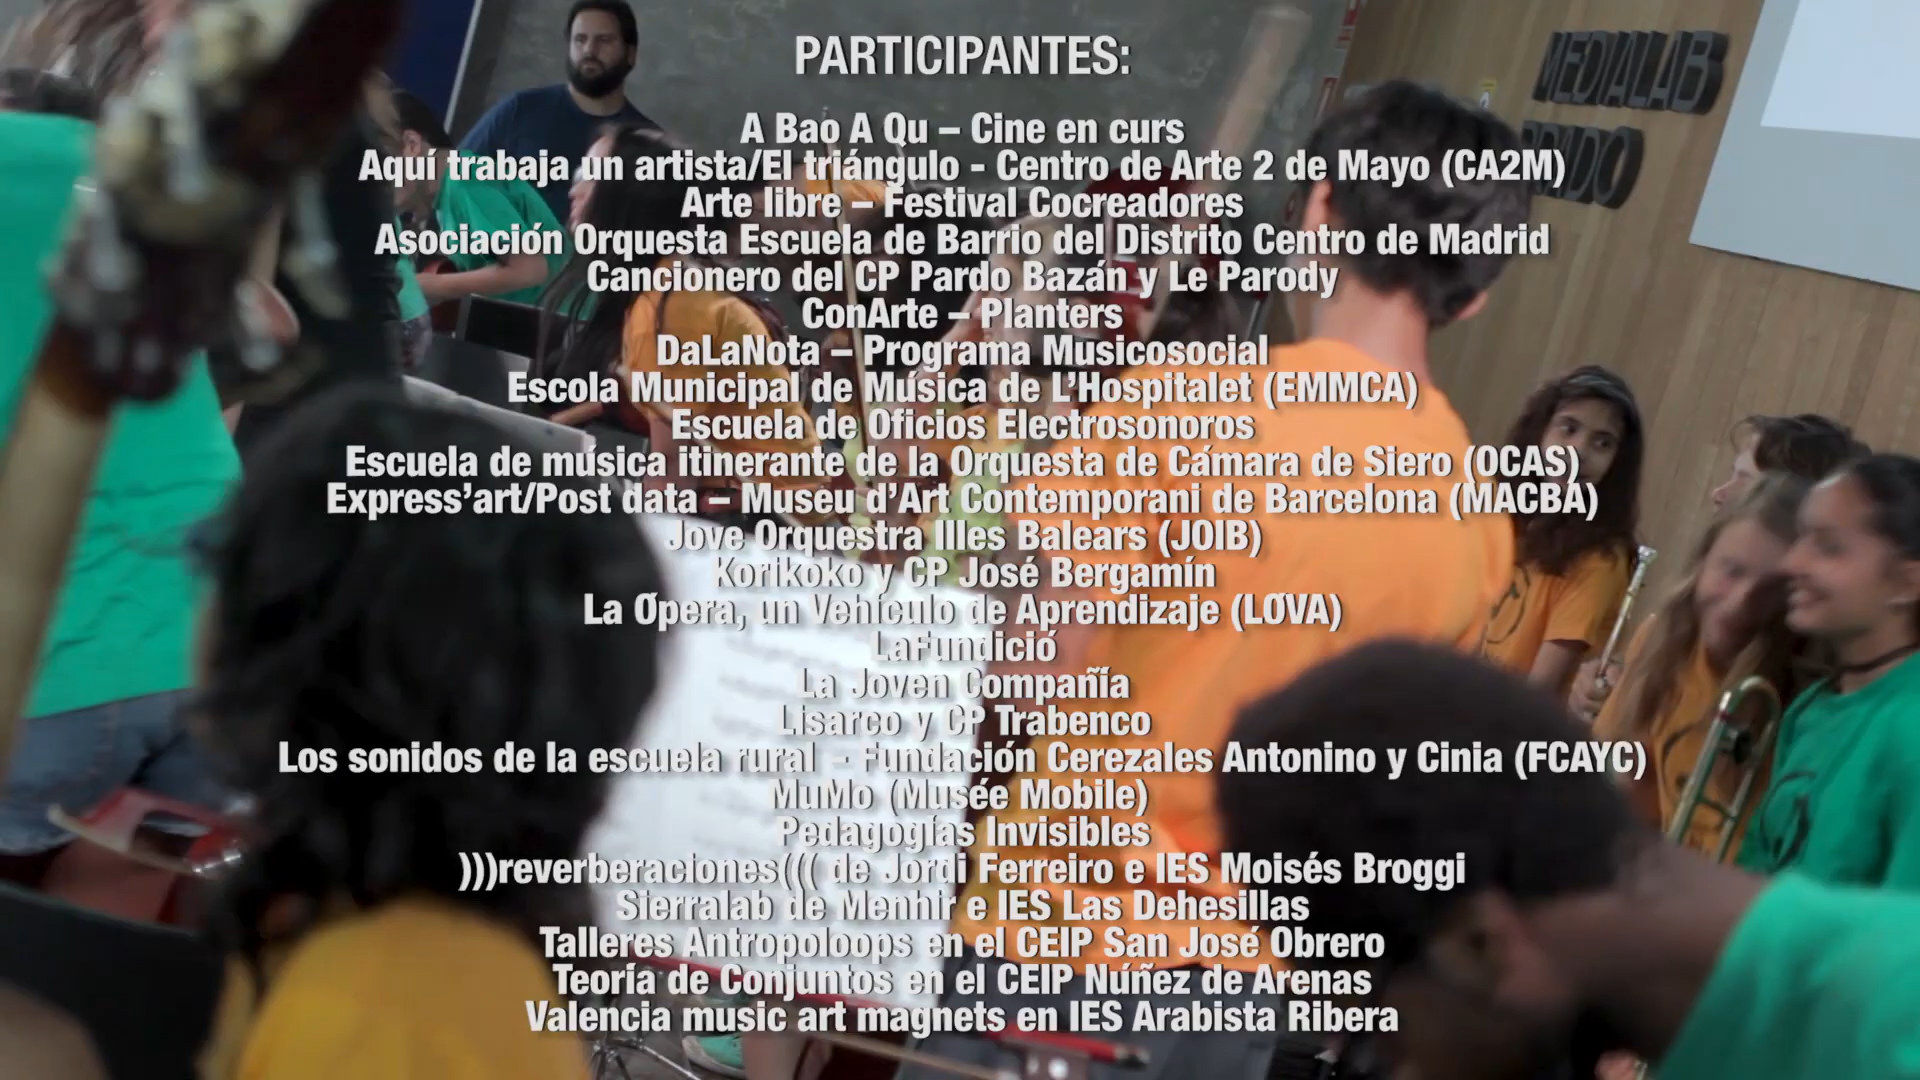 PARTICIPANTES:
A Bao A Qu – Cine en curs
Aquí trabaja un artista/El triángulo - Centro de Arte 2 de Mayo (CA2M)
Arte libre – Festival Cocreadores
Asociación Orquesta Escuela de Barrio del Distrito Centro de Madrid
Cancionero del CP Pardo Bazán y Le Parody
ConArte – Planters
DaLaNota – Programa Musicosocial
Escola Municipal de Música de L’Hospitalet (EMMCA)
Escuela de Oficios Electrosonoros
Escuela de música itinerante de la Orquesta de Cámara de Siero (OCAS)
Express’art/Post data – Museu d’Art Contemporani de Barcelona (MACBA)
Jove Orquestra Illes Balears (JOIB)
Korikoko y CP José Bergamín
La Ópera, un Vehículo de Aprendizaje (LÓVA)
LaFundició
La Joven Compañía
Lisarco y CP Trabenco
Los sonidos de la escuela rural - Fundación Cerezales Antonino y Cinia (FCAYC)
MuMo (Musée Mobile)
Pedagogías Invisibles
)))reverberaciones((( de Jordi Ferreiro e IES Moisés Broggi
Sierralab de Menhir e IES Las Dehesillas
Talleres Antropoloops en el CEIP San José Obrero
Teoría de Conjuntos en el CEIP Núñez de Arenas
Valencia music art magnets en IES Arabista Ribera
MEDIALAB
PRADO